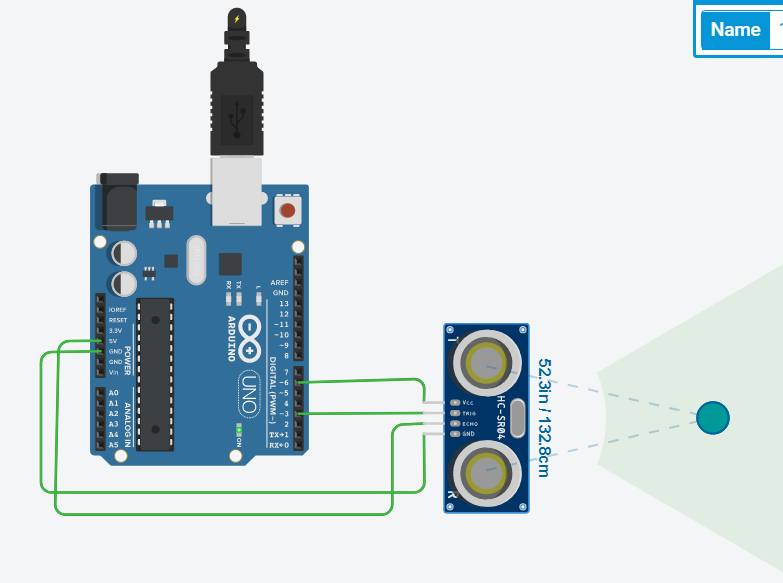 Name
AREF
GND
13
12
~11
~10
~9
8
7
~6
~5
4
~3
2
TX→1
RX←0
RX
TX
L
ARDUINO
UNO
DIGITAL (PWM~)
ON
IOREF
RESET
3.3V
5V
GND
GND
Vin
POWER
A0
A1
A2
A3
A4
A5
ANALOG IN
T
Vcc
TRIG
ECHO
GND
HC-SR04
R
52.3in / 132.8cm